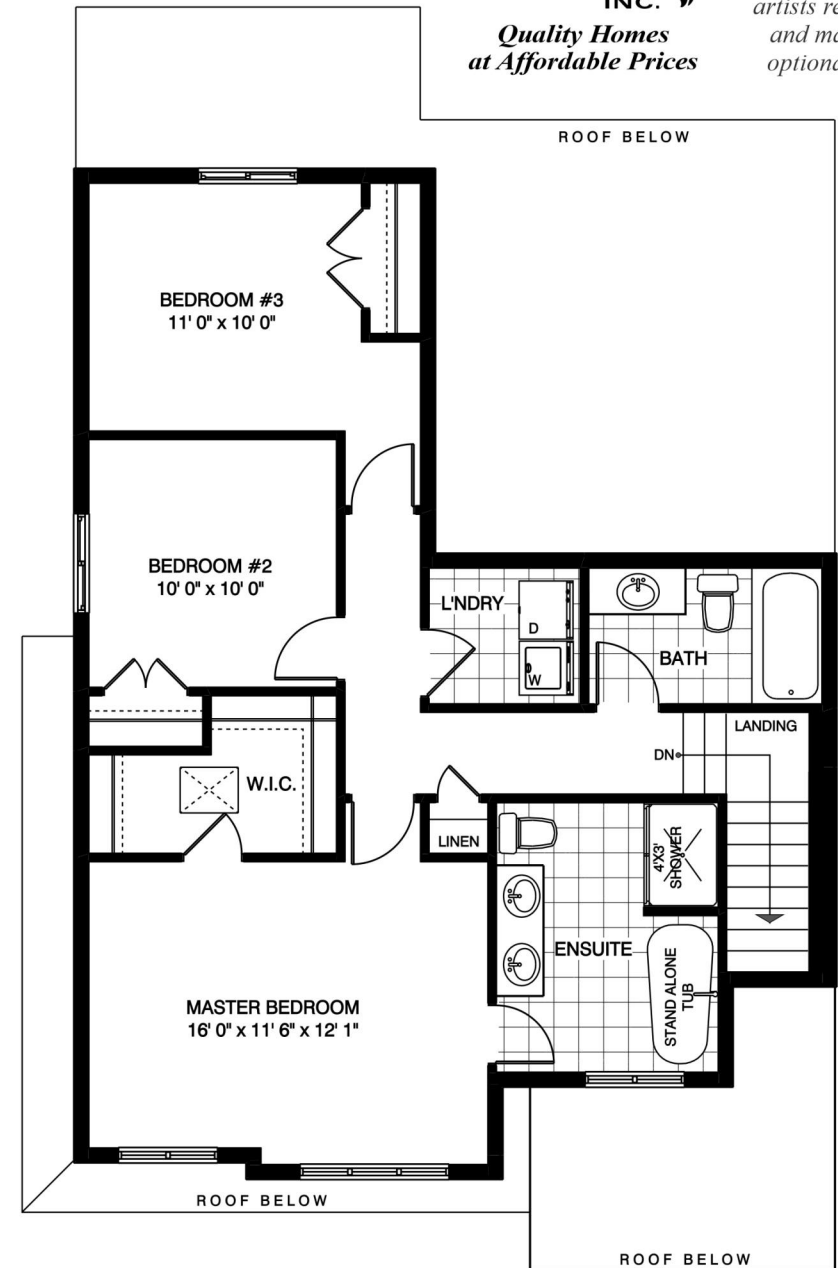 INC.
Quality Homes
at Affordable Prices
artists re
and ma
optiona
ROOF BELOW
BEDROOM #3
11' 0" x 10' 0"
BEDROOM #2
10' 0" x 10' 0"
L'NDRY
D
W
BATH
LANDING
DN
W.I.C.
LINEN
4'X3'
SHOWER
ENSUITE
STAND ALONE
TUB
MASTER BEDROOM
16' 0" x 11' 6" x 12' 1"
ROOF BELOW
ROOF BELOW